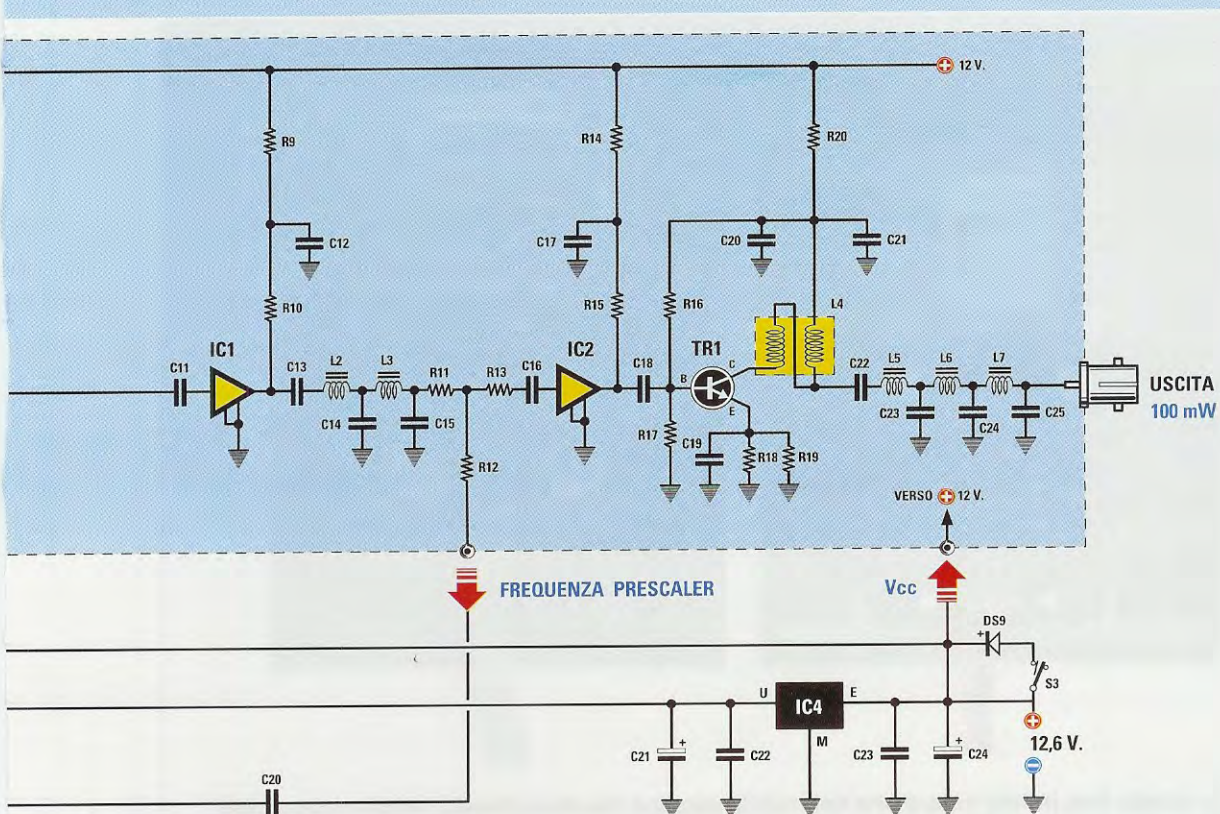 12 V.
R9
R14
R20
C12
C17
C20
C21
R10
R15
R16
L4
IC1
IC2
TR1
C11
C13
L2
L3
R11
R13
C16
C18
B
C
E
C22
L5
L6
L7
C14
C15
R12
R17
C19
R18
R19
C23
C24
C25
USCITA
100 mW
VERSO 12 V.
FREQUENZA PRESCALER
Vcc
DS9
S3
U
IC4
E
M
C21
+
C22
C23
+
C24
12,6 V.
C20